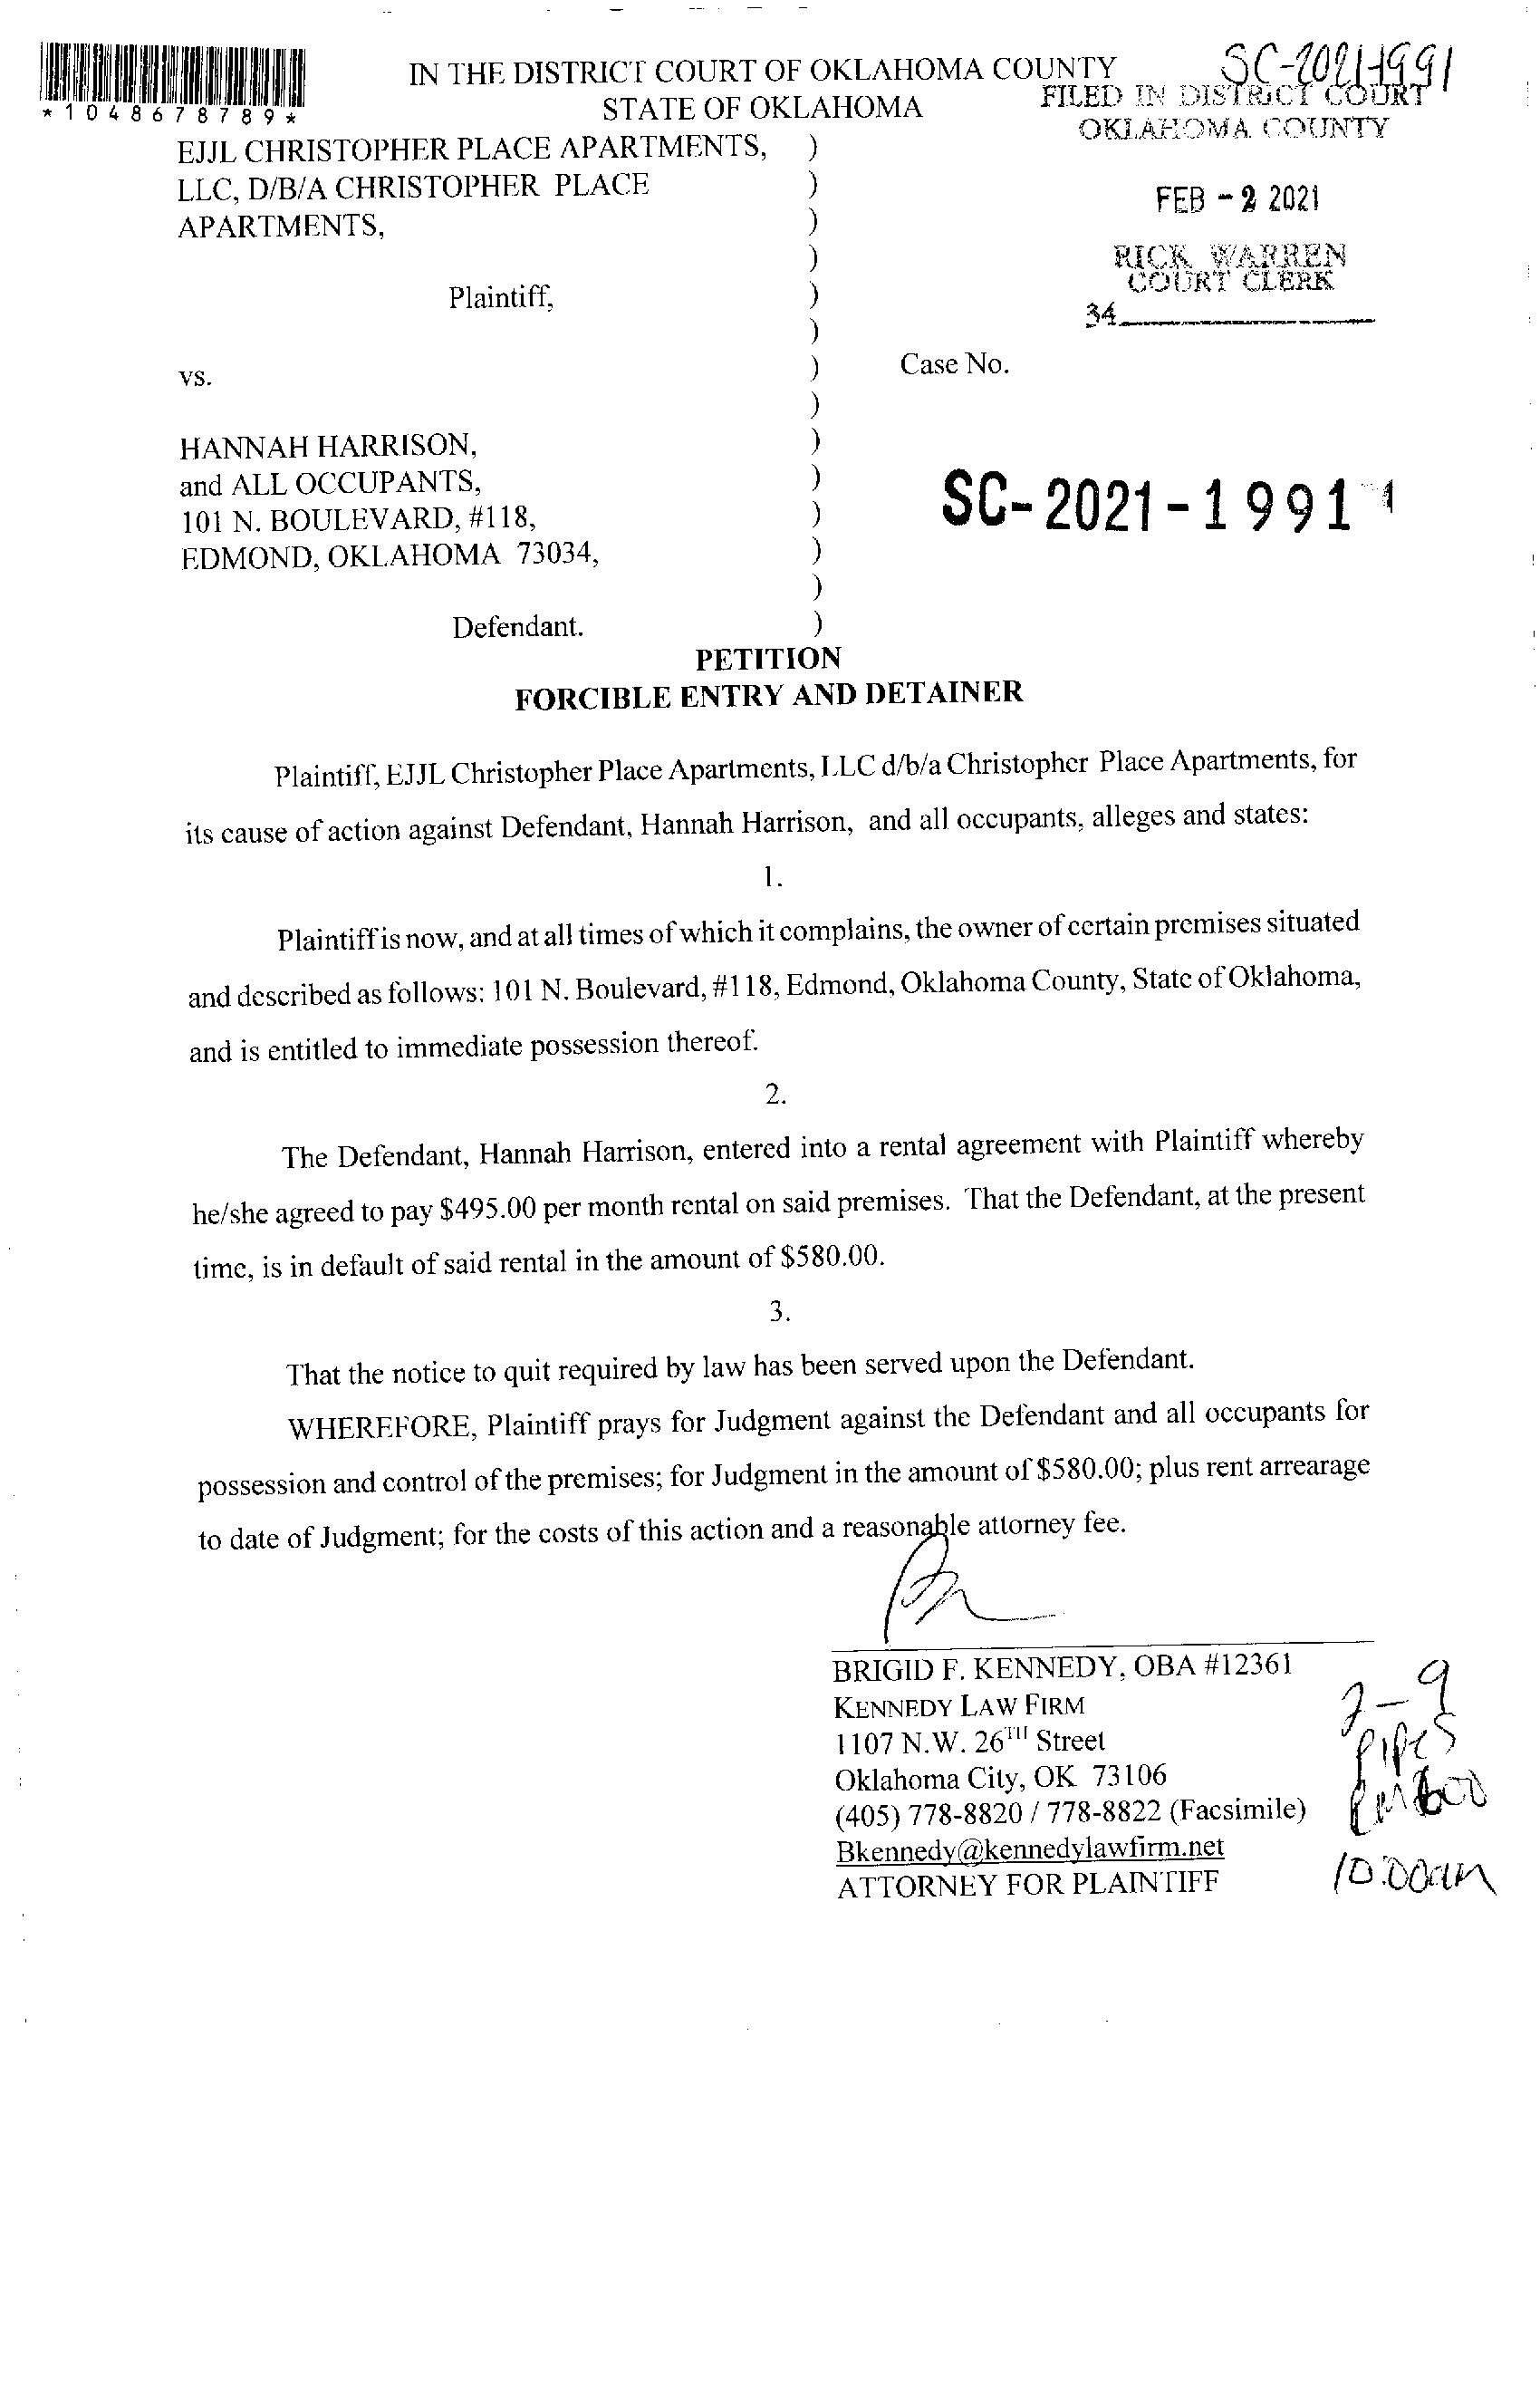 SC-2021-1991
IN THE DISTRICT COURT OF OKLAHOMA COUNTY
STATE OF OKLAHOMA
FILED IN DISTRICT COURT
OKLAHOMA COUNTY
*1048678789*
FEB - 2 2021
RICK WARREN
COURT CLERK
34
EJJL CHRISTOPHER PLACE APARTMENTS, )
LLC, D/B/A CHRISTOPHER PLACE )
APARTMENTS, )
)
Plaintiff, )
)
vs. ) Case No.
)
HANNAH HARRISON, )
and ALL OCCUPANTS, )
101 N. BOULEVARD, #118, ) SC-2021-1991
EDMOND, OKLAHOMA 73034, )
)
Defendant. )
PETITION
FORCIBLE ENTRY AND DETAINER
Plaintiff, EJJL Christopher Place Apartments, LLC d/b/a Christopher Place Apartments, for
its cause of action against Defendant, Hannah Harrison, and all occupants, alleges and states:
1.
Plaintiff is now, and at all times of which it complains, the owner of certain premises situated
and described as follows: 101 N. Boulevard, #118, Edmond, Oklahoma County, State of Oklahoma,
and is entitled to immediate possession thereof.
2.
The Defendant, Hannah Harrison, entered into a rental agreement with Plaintiff whereby
he/she agreed to pay $495.00 per month rental on said premises. That the Defendant, at the present
time, is in default of said rental in the amount of $580.00.
3.
That the notice to quit required by law has been served upon the Defendant.
WHEREFORE, Plaintiff prays for Judgment against the Defendant and all occupants for
possession and control of the premises; for Judgment in the amount of $580.00; plus rent arrearage
to date of Judgment; for the costs of this action and a reasonable attorney fee.
BRIGID F. KENNEDY, OBA #12361
KENNEDY LAW FIRM
1107 N.W. 26TH Street
Oklahoma City, OK 73106
(405) 778-8820 / 778-8822 (Facsimile)
Bkennedy@kennedylawfirm.net
ATTORNEY FOR PLAINTIFF
2-9
Pipes
10:00am